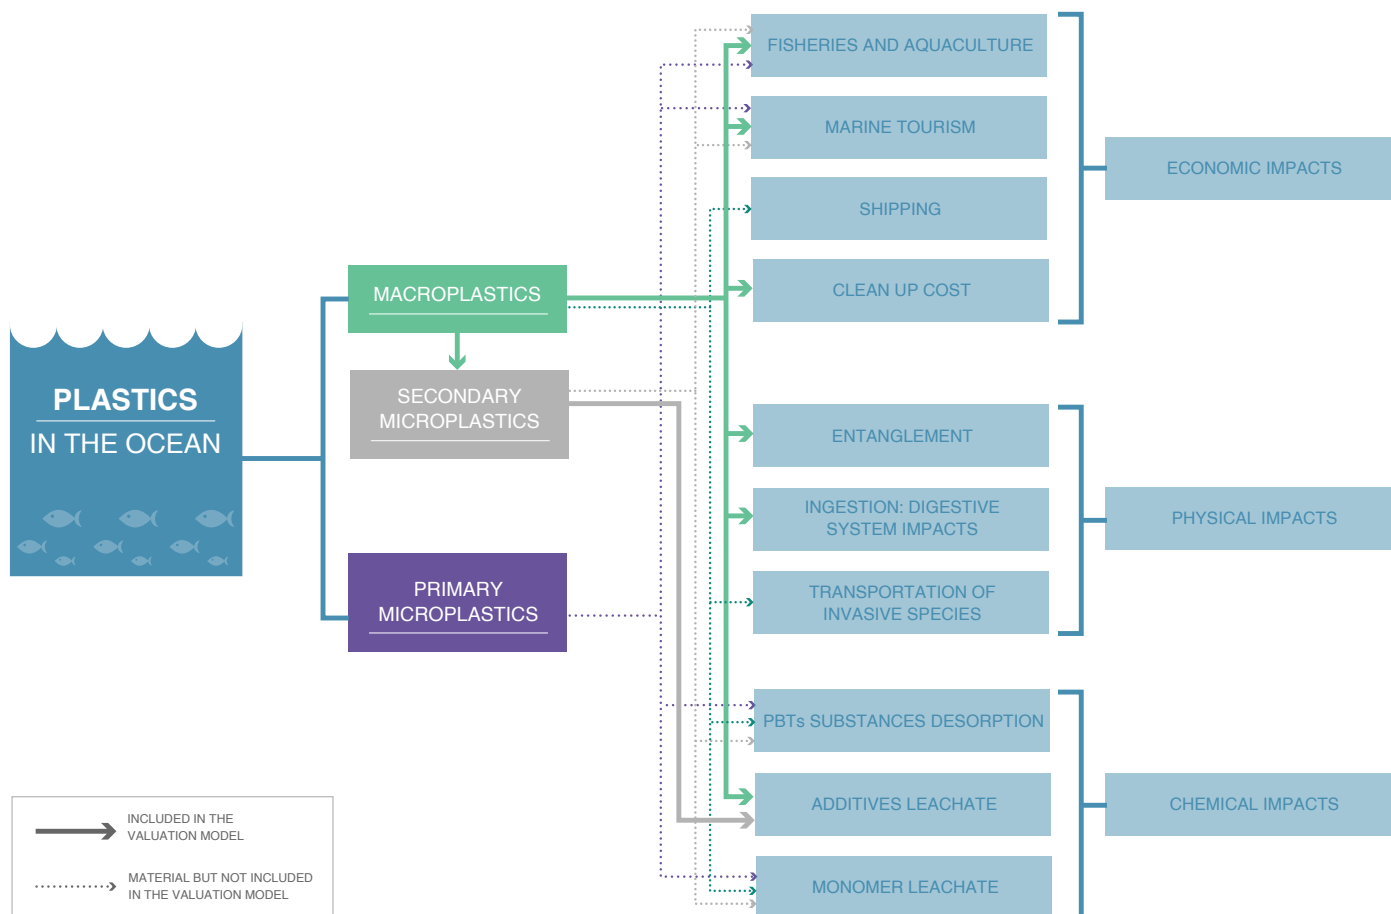 PLASTICS
IN THE OCEAN
MACROPLASTICS
SECONDARY
MICROPLASTICS
PRIMARY
MICROPLASTICS
FISHERIES AND AQUACULTURE
MARINE TOURISM
SHIPPING
CLEAN UP COST
ECONOMIC IMPACTS
ENTANGLEMENT
INGESTION: DIGESTIVE
SYSTEM IMPACTS
TRANSPORTATION OF
INVASIVE SPECIES
PHYSICAL IMPACTS
PBTs SUBSTANCES DESORPTION
ADDITIVES LEACHATE
MONOMER LEACHATE
CHEMICAL IMPACTS
INCLUDED IN THE
VALUATION MODEL
MATERIAL BUT NOT INCLUDED
IN THE VALUATION MODEL